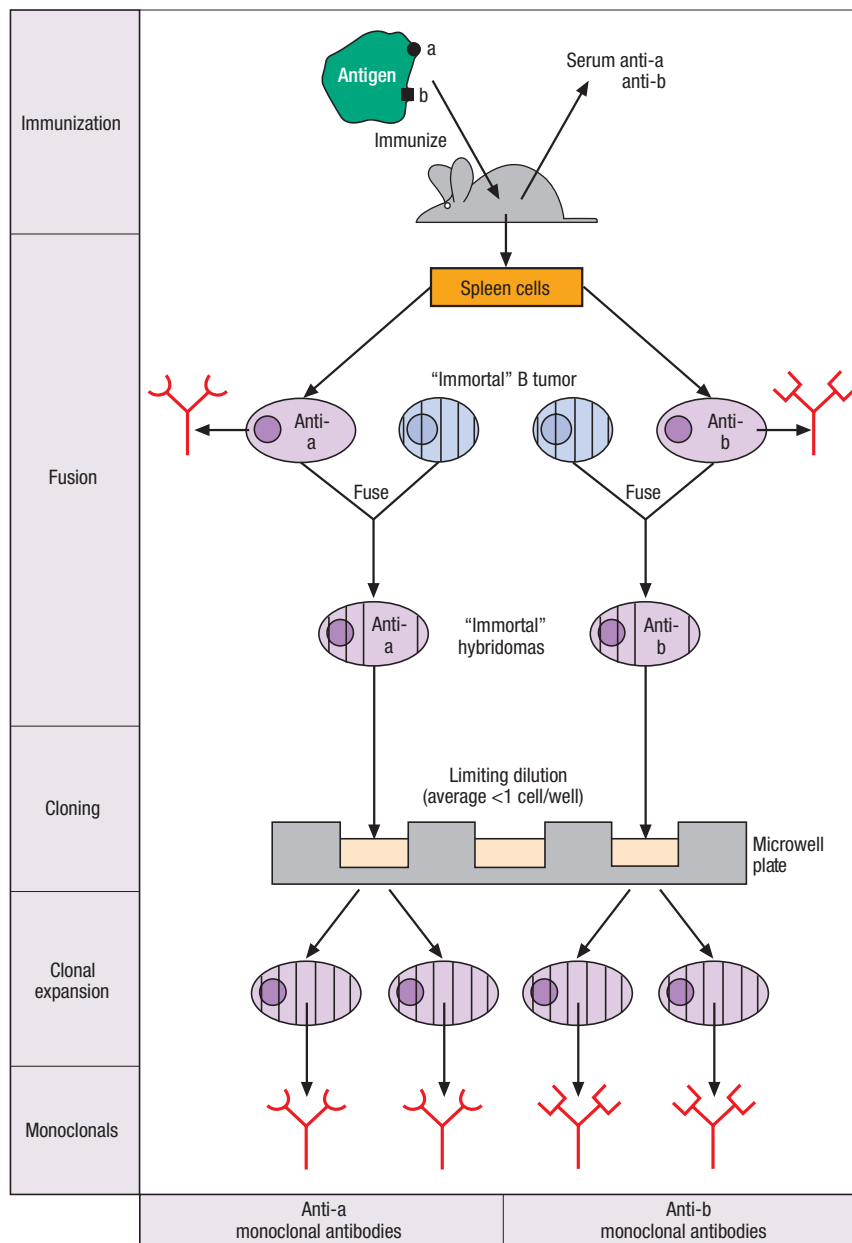 Immunization
Antigen
a
b
Immunize
Serum anti-a
anti-b
Fusion
Spleen cells
“Immortal” B tumor
Anti-
a
Anti-
b
Fuse
Fuse
Anti-
a
“Immortal”
hybridomas
Anti-
b
Cloning
Limiting dilution
(average <1 cell/well)
Microwell
plate
Clonal
expansion
Monoclonals
Anti-a
monoclonal antibodies
Anti-b
monoclonal antibodies